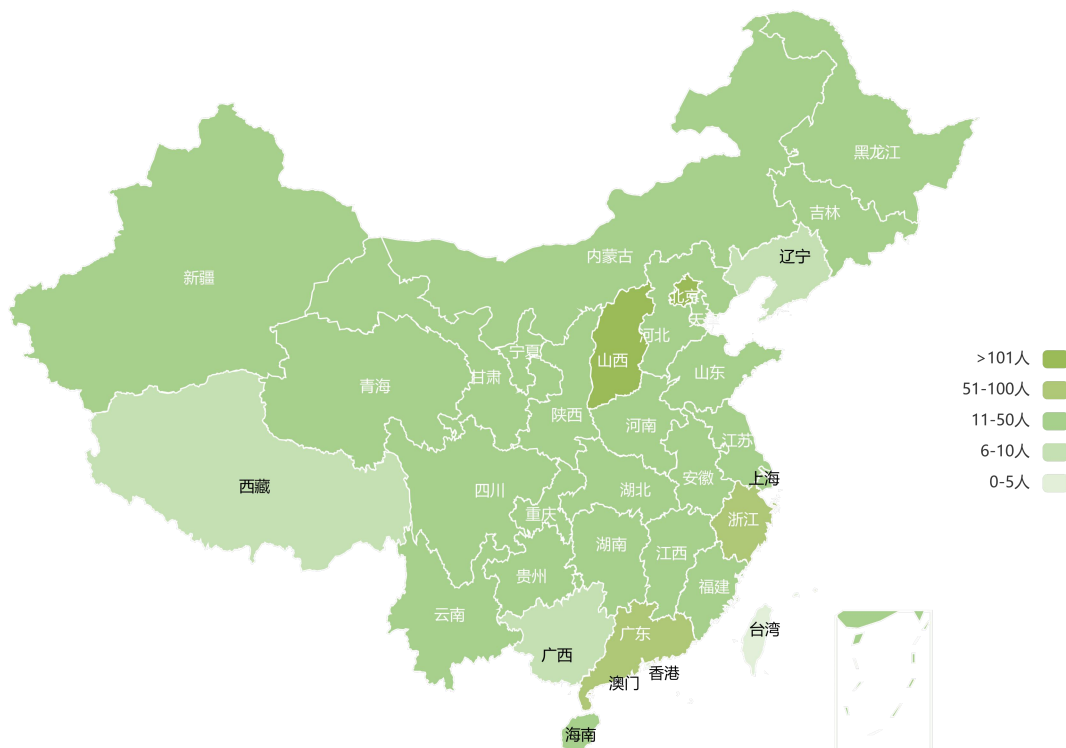 黑龙江
吉林
辽宁
内蒙古
新疆
北京
天
河北
山西
宁夏
甘肃
青海
山东
陕西
河南
江苏
上海
安徽
西藏
四川
湖北
重庆
浙江
湖南
江西
贵州
福建
云南
广东
台湾
广西
香港
澳门
海南
>101人
51-100人
11-50人
6-10人
0-5人